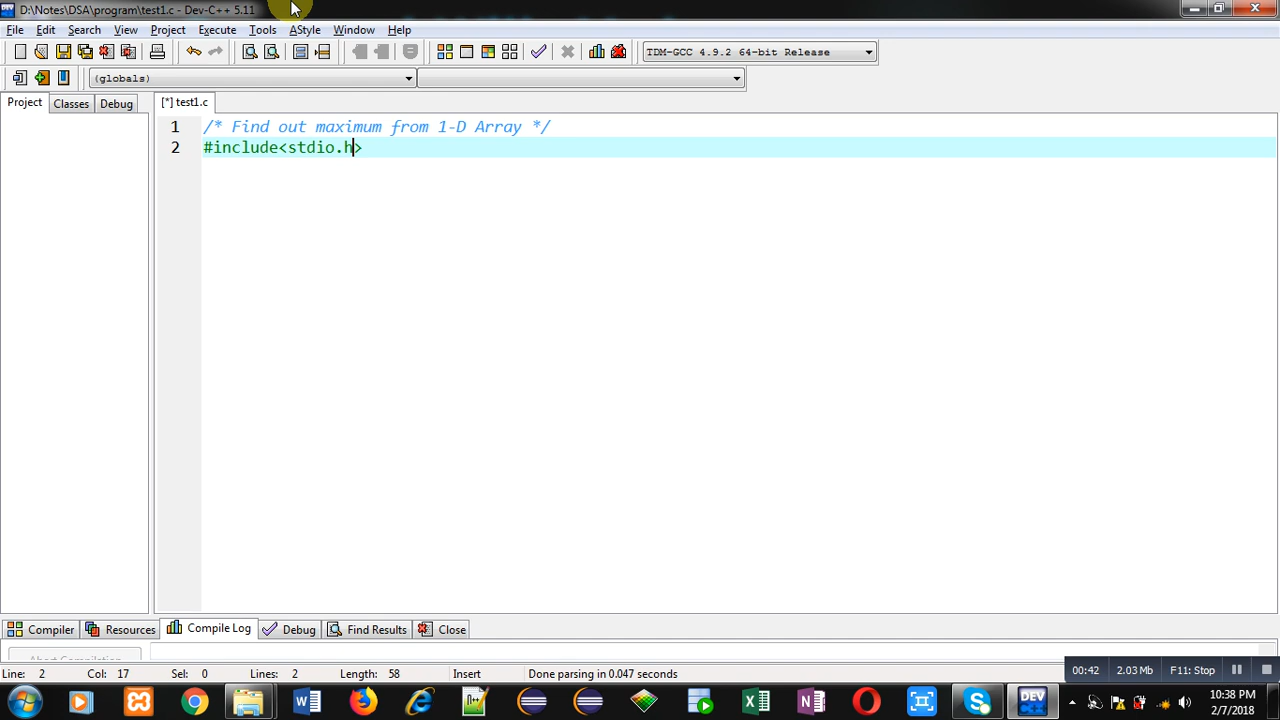 D:\Notes\DSA\program\test1.c - Dev-C++ 5.11
File Edit Search View Project Execute Tools AStyle Window Help
TDM-GCC 4.9.2 64-bit Release
(globals)
Project Classes Debug [*] test1.c
1 /* Find out maximum from 1-D Array */
2 #include<stdio.h>
Compiler Resources Compile Log Debug Find Results Close
Abort Compilation
Line: 2 Col: 17 Sel: 0 Lines: 2 Length: 58 Insert Done parsing in 0.047 seconds
00:42 2.03 Mb F11: Stop
DEV
10:38 PM
2/7/2018